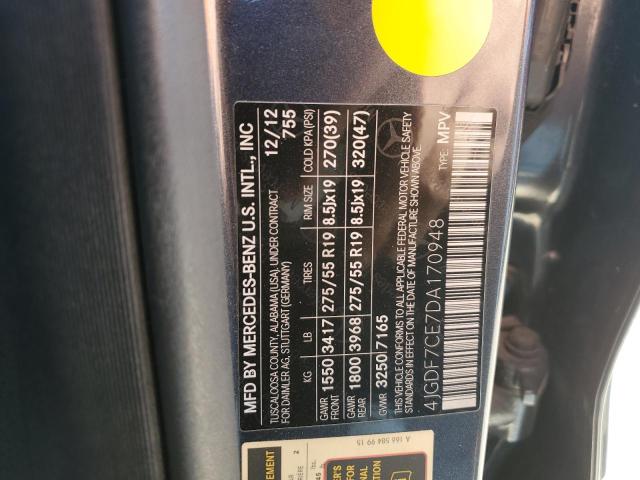 MFD BY MERCEDES-BENZ U.S. INTL., INC
TUSCALOOSA COUNTY, ALABAMA (USA). UNDER CONTRACT
FOR DAIMLER AG, STUTTGART (GERMANY)
12/12
755
KG LB TIRES RIM SIZE COLD KPA (PSI)
GAWR FRONT 1550 3417 275/55 R19 8.5Jx19 270(39)
GAWR REAR 1800 3968 275/55 R19 8.5Jx19 320(47)
GVWR 3250/7165
THIS VEHICLE CONFORMS TO ALL APPLICABLE FEDERAL MOTOR VEHICLE SAFETY
STANDARDS IN EFFECT ON THE DATE OF MANUFACTURE SHOWN ABOVE.
4JGDF7CE7DA170948 TYPE: MPV
A 166 584 99 15